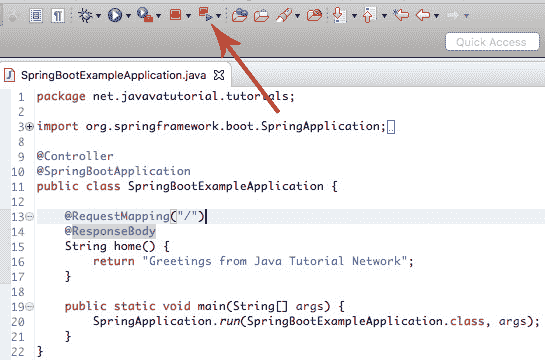 Quick Access
SpringBootExampleApplication.java
1 package net.javavatutorial.tutorials;
2
3 import org.springframework.boot.SpringApplication;
8
9 @Controller
10 @SpringBootApplication
11 public class SpringBootExampleApplication {
12
13 @RequestMapping("/")
14 @ResponseBody
15 String home() {
16 return "Greetings from Java Tutorial Network";
17 }
18
19 public static void main(String[] args) {
20 SpringApplication.run(SpringBootExampleApplication.class, args);
21 }
22 }